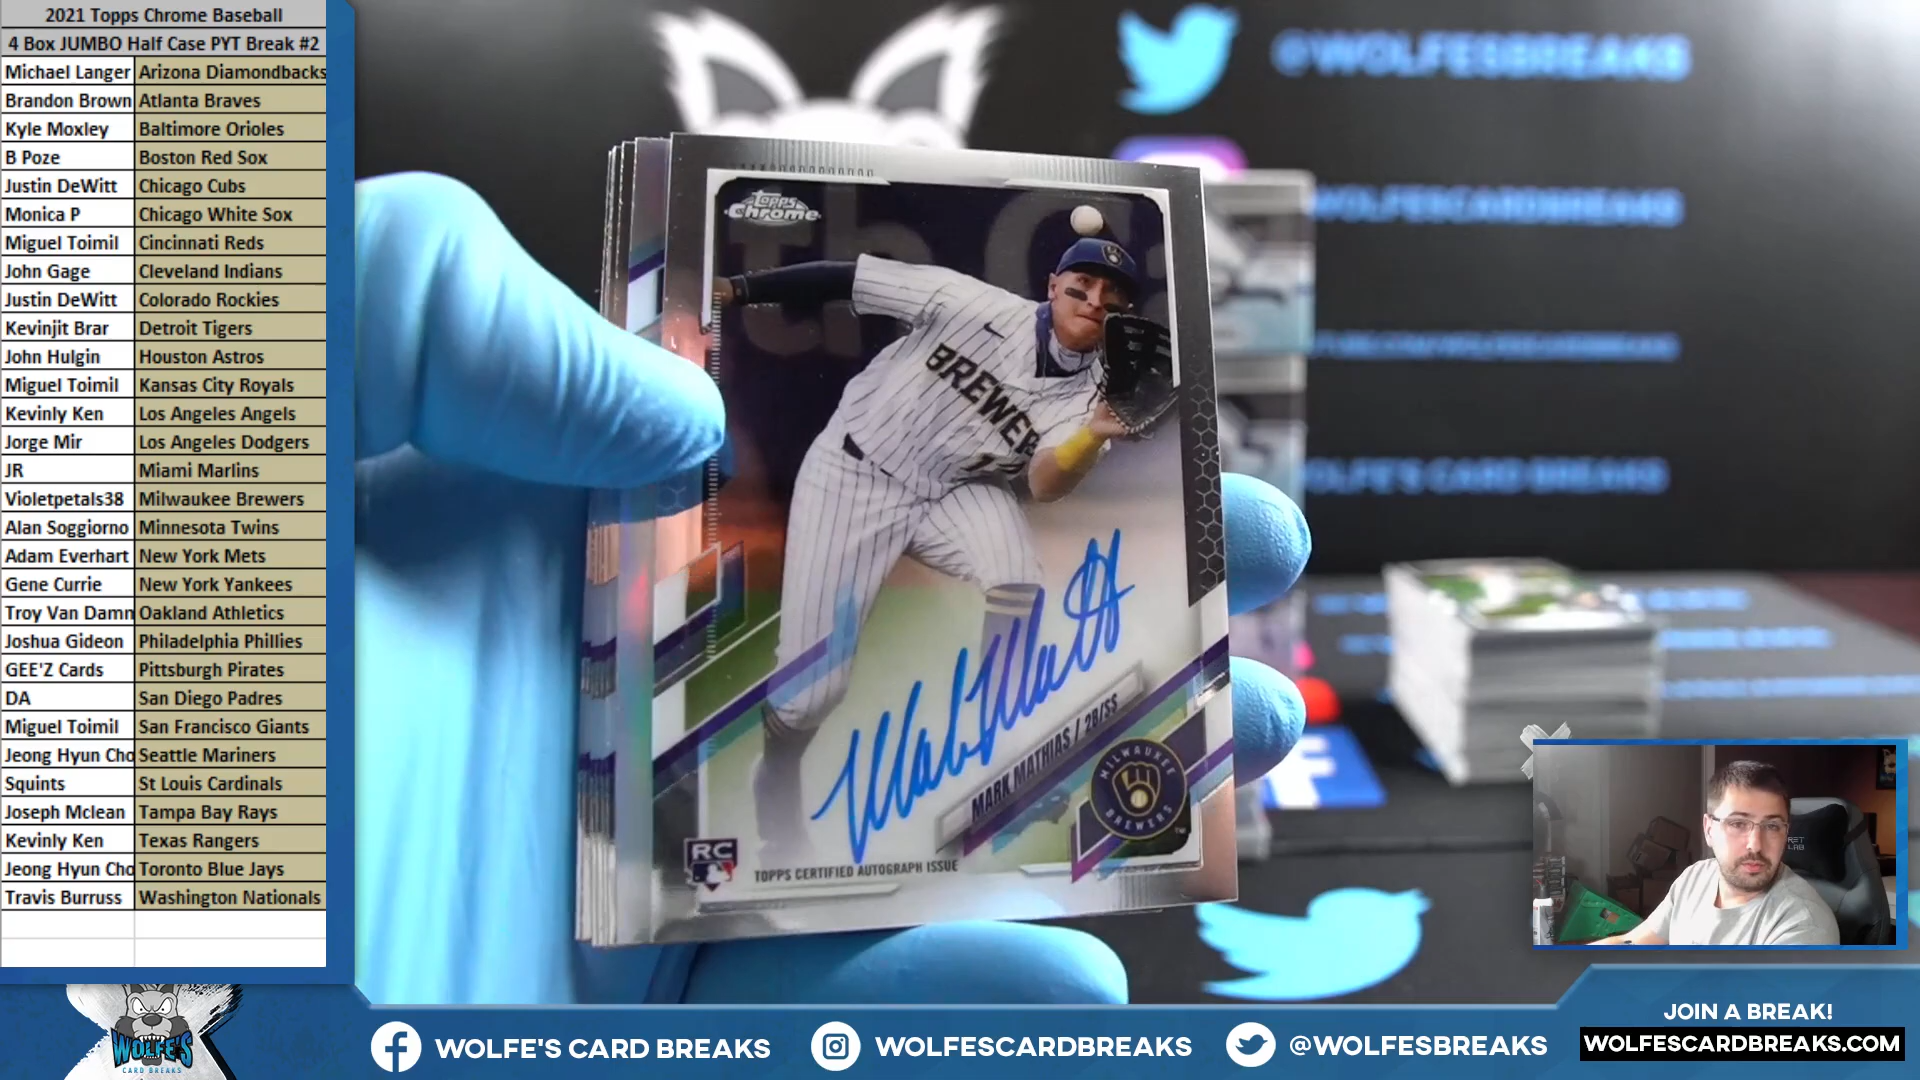 2021 Topps Chrome Baseball
4 Box JUMBO Half Case PYT Break #2
Michael Langer Arizona Diamondbacks
Brandon Brown Atlanta Braves
Kyle Moxley Baltimore Orioles
B Poze Boston Red Sox
Justin DeWitt Chicago Cubs
Monica P Chicago White Sox
Miguel Toimil Cincinnati Reds
John Gage Cleveland Indians
Justin DeWitt Colorado Rockies
Kevinjit Brar Detroit Tigers
John Hulgin Houston Astros
Miguel Toimil Kansas City Royals
Kevinly Ken Los Angeles Angels
Jorge Mir Los Angeles Dodgers
JR Miami Marlins
Violetpetals38 Milwaukee Brewers
Alan Soggiorno Minnesota Twins
Adam Everhart New York Mets
Gene Currie New York Yankees
Troy Van Damn Oakland Athletics
Joshua Gideon Philadelphia Phillies
GEE'Z Cards Pittsburgh Pirates
DA San Diego Padres
Miguel Toimil San Francisco Giants
Jeong Hyun Cho Seattle Mariners
Squints St Louis Cardinals
Joseph Mclean Tampa Bay Rays
Kevinly Ken Texas Rangers
Jeong Hyun Cho Toronto Blue Jays
Travis Burruss Washington Nationals
@WOLFESBREAKS
WOLFESCARDBREAKS
WOLFE'S CARD BREAKS
Topps
Chrome
BREWERS
MARK MATHIAS / 2B/SS
MILWAUKEE
BREWERS
RC
TOPPS CERTIFIED AUTOGRAPH ISSUE
WOLFE'S
CARD BREAKS
WOLFE'S CARD BREAKS
WOLFESCARDBREAKS
@WOLFESBREAKS
JOIN A BREAK!
WOLFESCARDBREAKS.COM